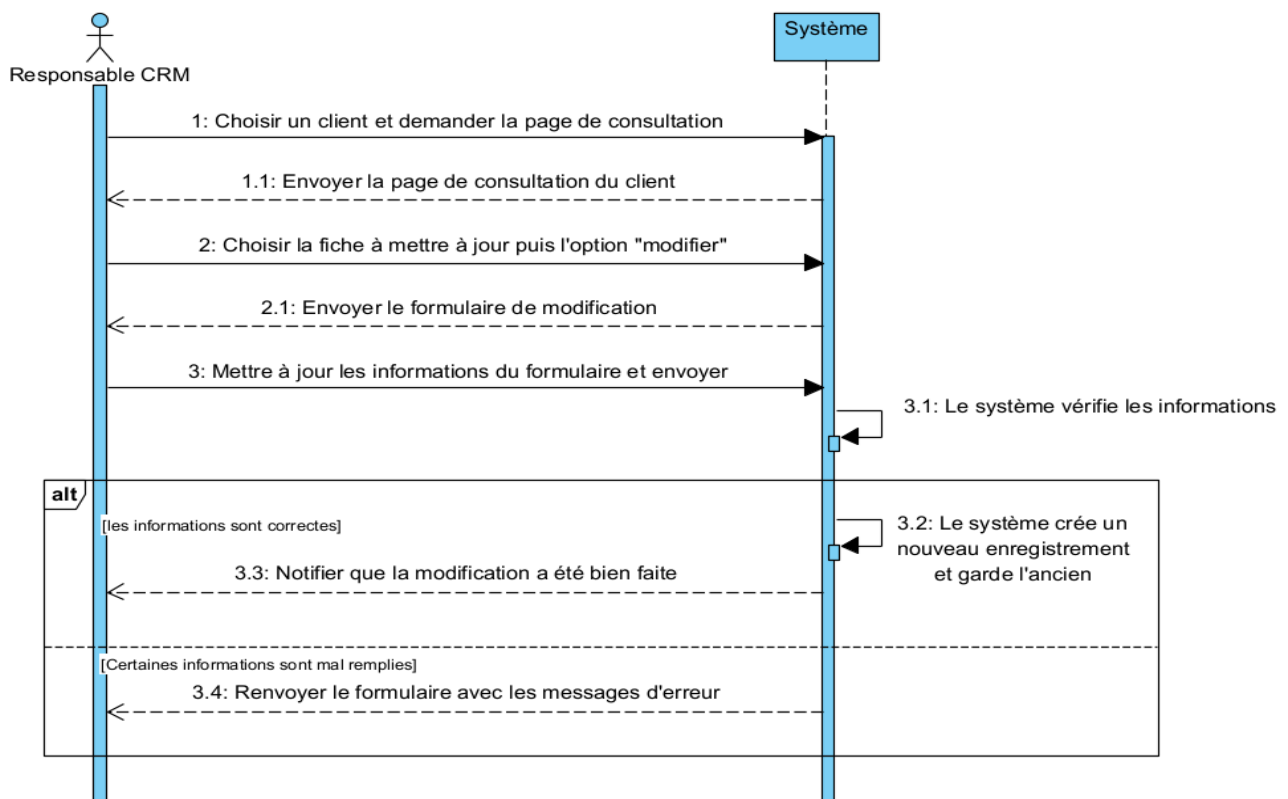 Système
Responsable CRM
1: Choisir un client et demander la page de consultation
1.1: Envoyer la page de consultation du client
2: Choisir la fiche à mettre à jour puis l'option "modifier"
2.1: Envoyer le formulaire de modification
3: Mettre à jour les informations du formulaire et envoyer
3.1: Le système vérifie les informations
alt
[les informations sont correctes]
3.2: Le système crée un
nouveau enregistrement
et garde l'ancien
3.3: Notifier que la modification a été bien faite
[Certaines informations sont mal remplies]
3.4: Renvoyer le formulaire avec les messages d'erreur